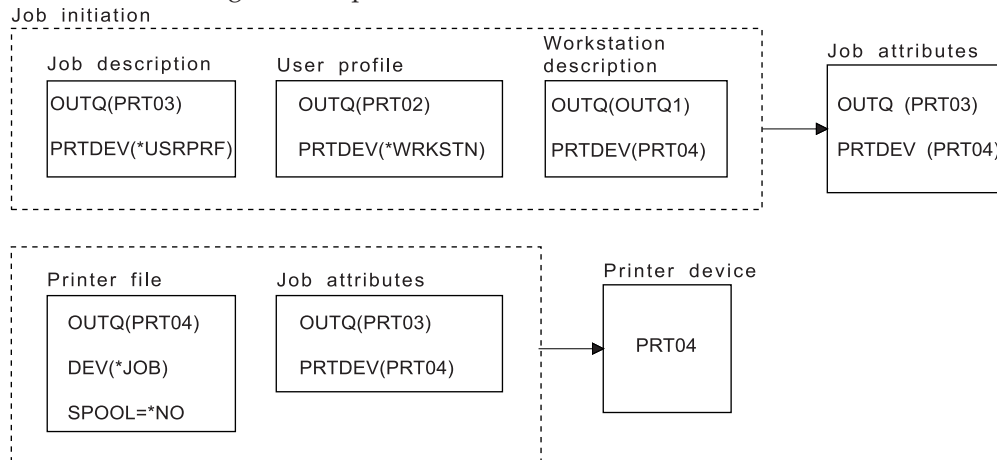 Job initiation
Job description
OUTQ(PRT03)
PRTDEV(*USRPRF)
User profile
OUTQ(PRT02)
PRTDEV(*WRKSTN)
Workstation
description
OUTQ(OUTQ1)
PRTDEV(PRT04)
Job attributes
OUTQ (PRT03)
PRTDEV (PRT04)
Printer file
OUTQ(PRT04)
DEV(*JOB)
SPOOL=*NO
Job attributes
OUTQ(PRT03)
PRTDEV(PRT04)
Printer device
PRT04